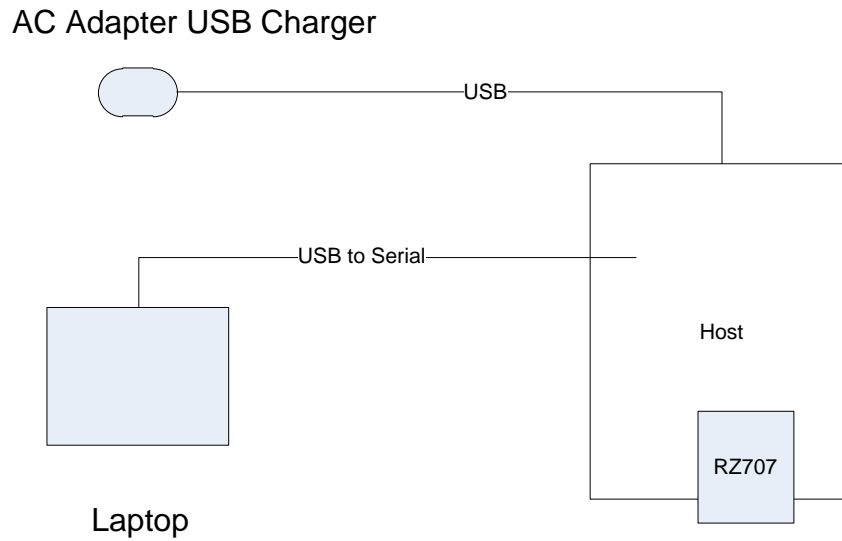 AC Adapter USB Charger
USB
USB to Serial
Host
RZ707
Laptop